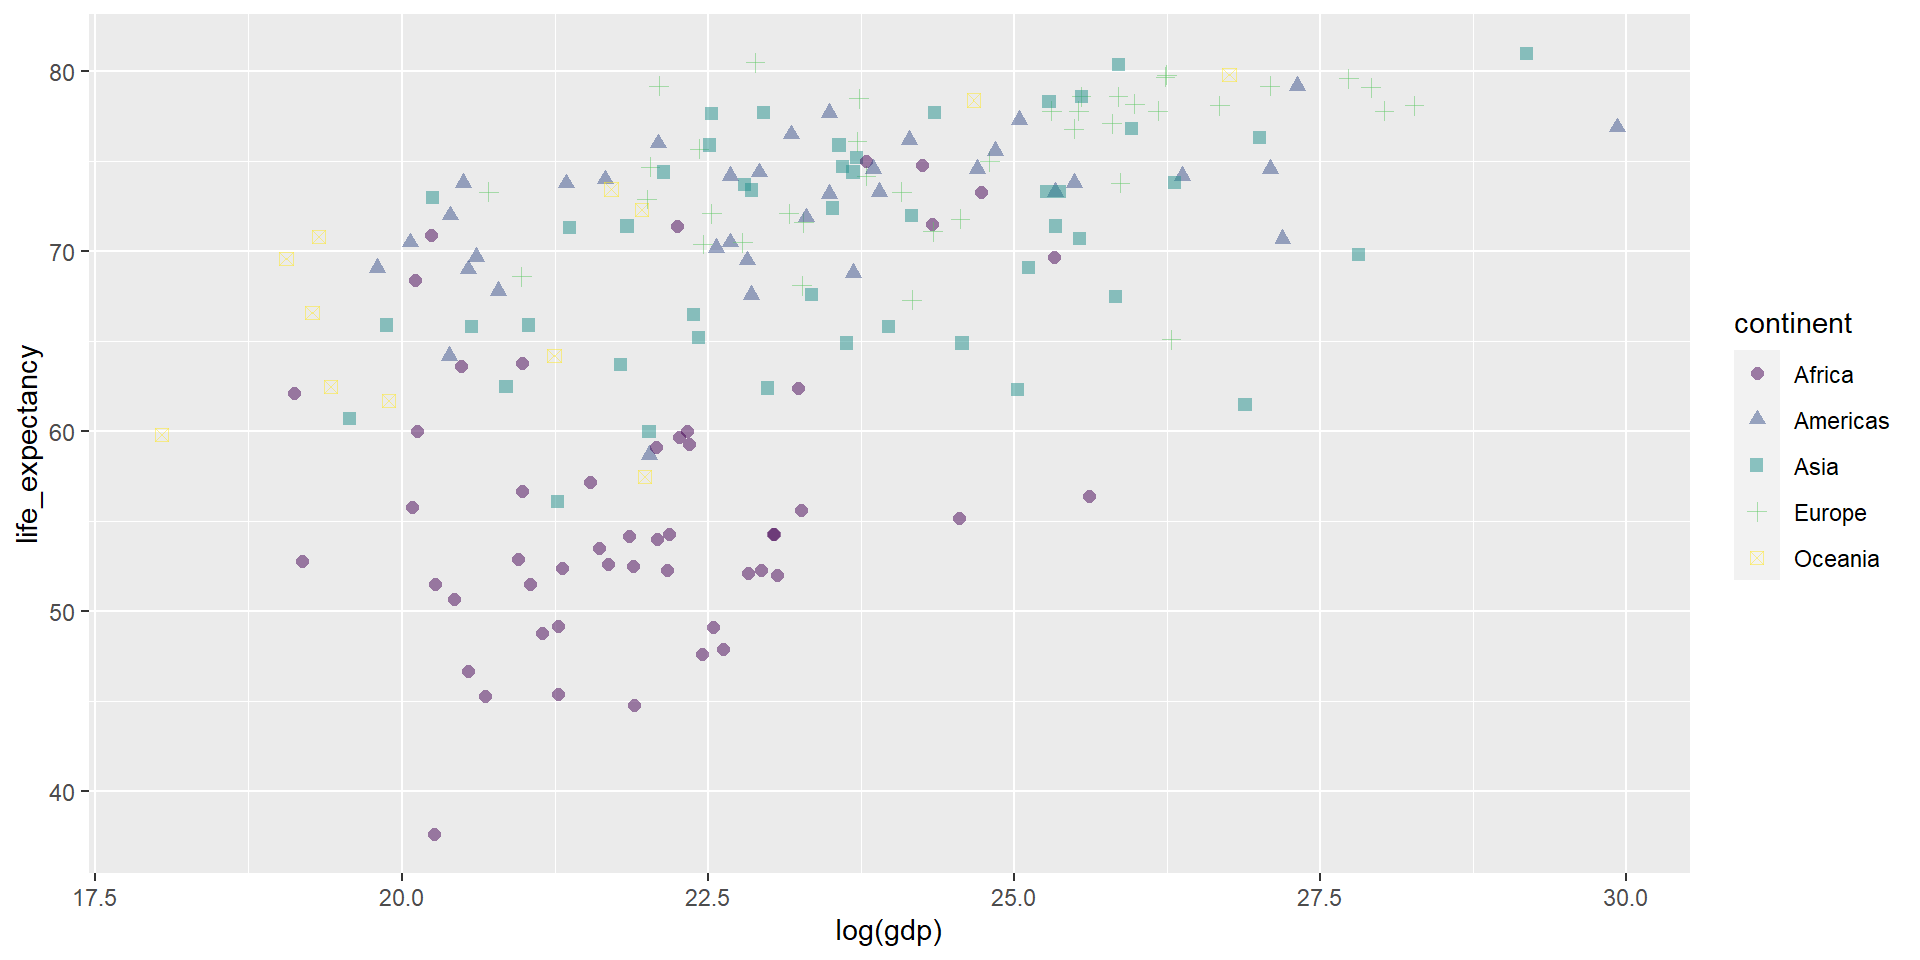 80
70
60
50
40
life_expectancy
17.5 20.0 22.5 25.0 27.5 30.0
log(gdp)
continent
Africa
Americas
Asia
Europe
Oceania